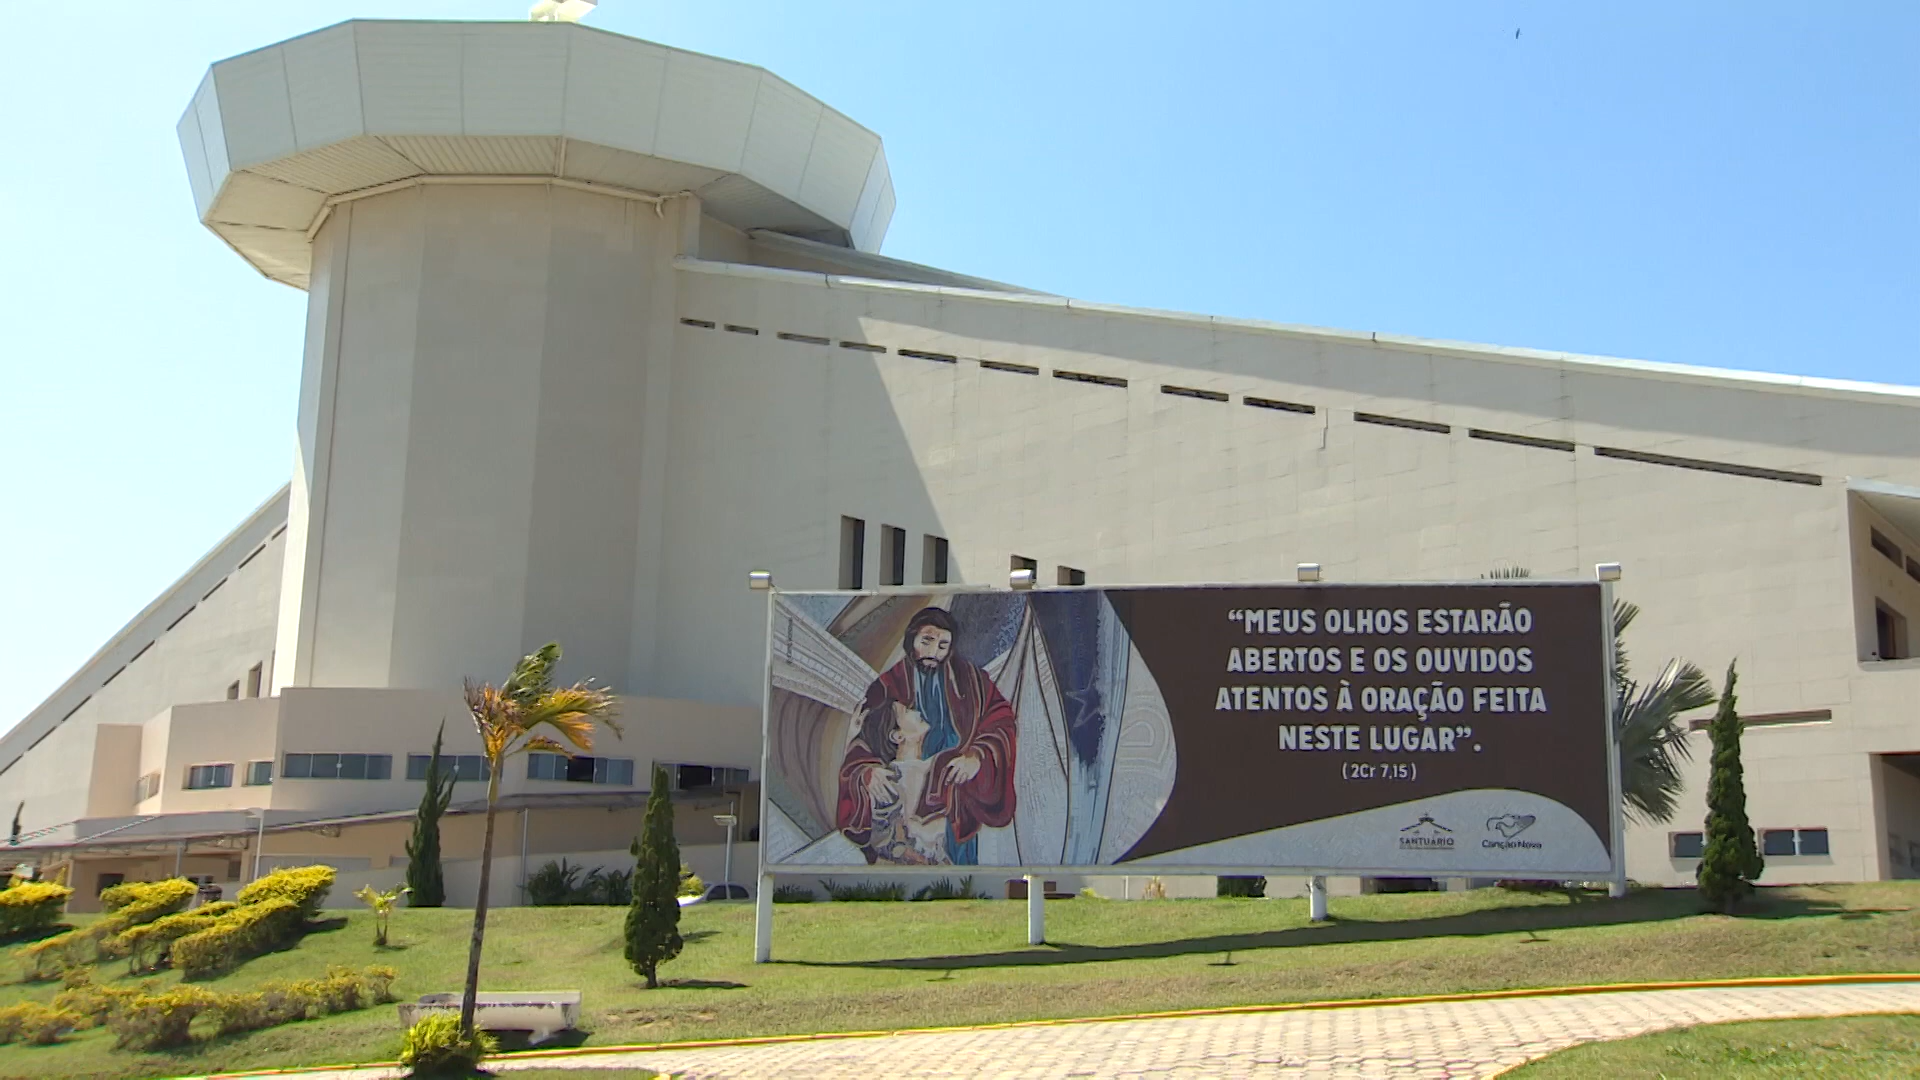 “MEUS OLHOS ESTARÃO
ABERTOS E OS OUVIDOS
ATENTOS À ORAÇÃO FEITA
NESTE LUGAR”.
(2Cr 7,15)
SANTUÁRIO
Canção Nova